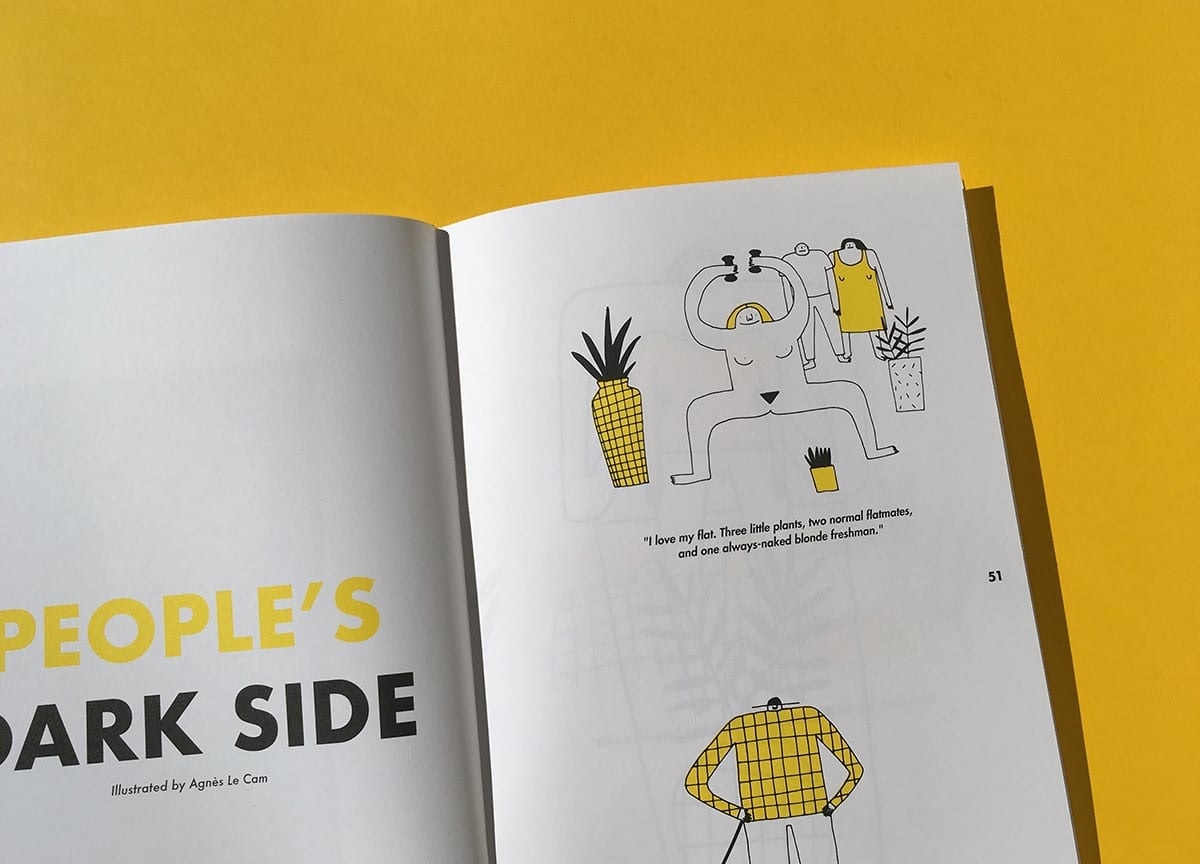 PEOPLE'S
DARK SIDE
Illustrated by Agnès Le Cam
"I love my flat. Three little plants, two normal flatmates,
and one always-naked blonde freshman."
51